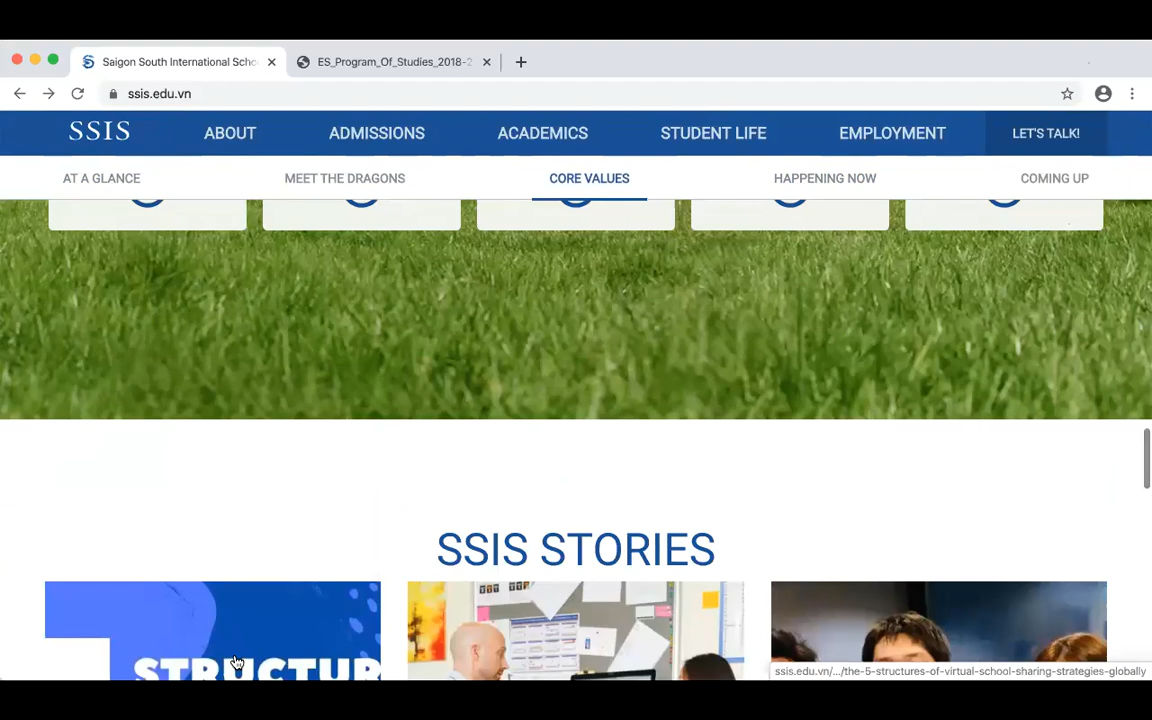 Saigon South International Scho
ES_Program_Of_Studies_2018-2
ssis.edu.vn
SSIS
ABOUT
ADMISSIONS
ACADEMICS
STUDENT LIFE
EMPLOYMENT
LET'S TALK!
AT A GLANCE
MEET THE DRAGONS
CORE VALUES
HAPPENING NOW
COMING UP
SSIS STORIES
STRUCTUR
ssis.edu.vn/.../the-5-structures-of-virtual-school-sharing-strategies-globally